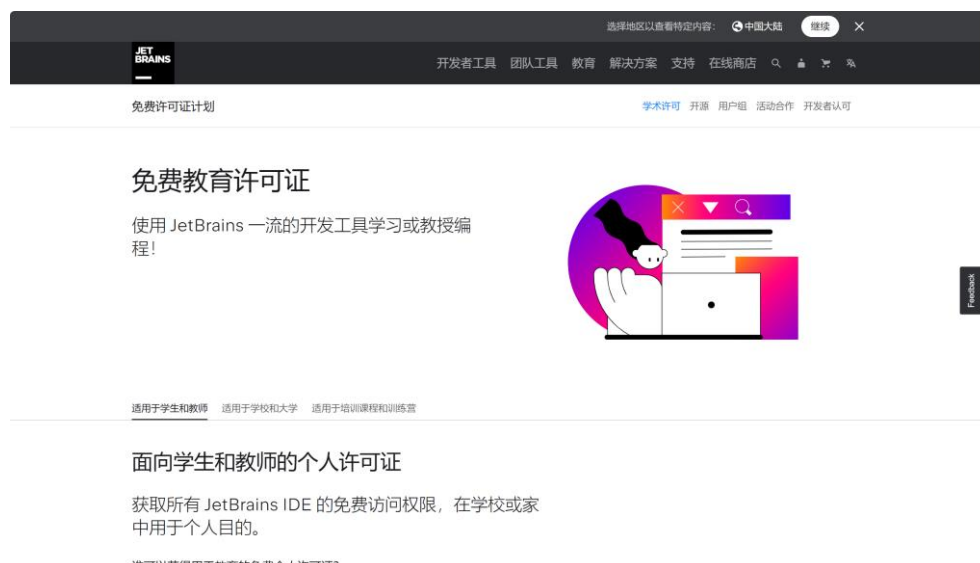 选择地区以查看特定内容: 中国大陆 继续
JET
BRAINS
开发者工具 团队工具 教育 解决方案 支持 在线商店
免费许可证计划
学术许可 开源 用户组 活动合作 开发者认可
免费教育许可证
使用 JetBrains 一流的开发工具学习或教授编
程!
Feedback
适用于学生和教师 适用于学校和大学 适用于培训课程和训练营
面向学生和教师的个人许可证
获取所有 JetBrains IDE 的免费访问权限，在学校或家
中用于个人目的。